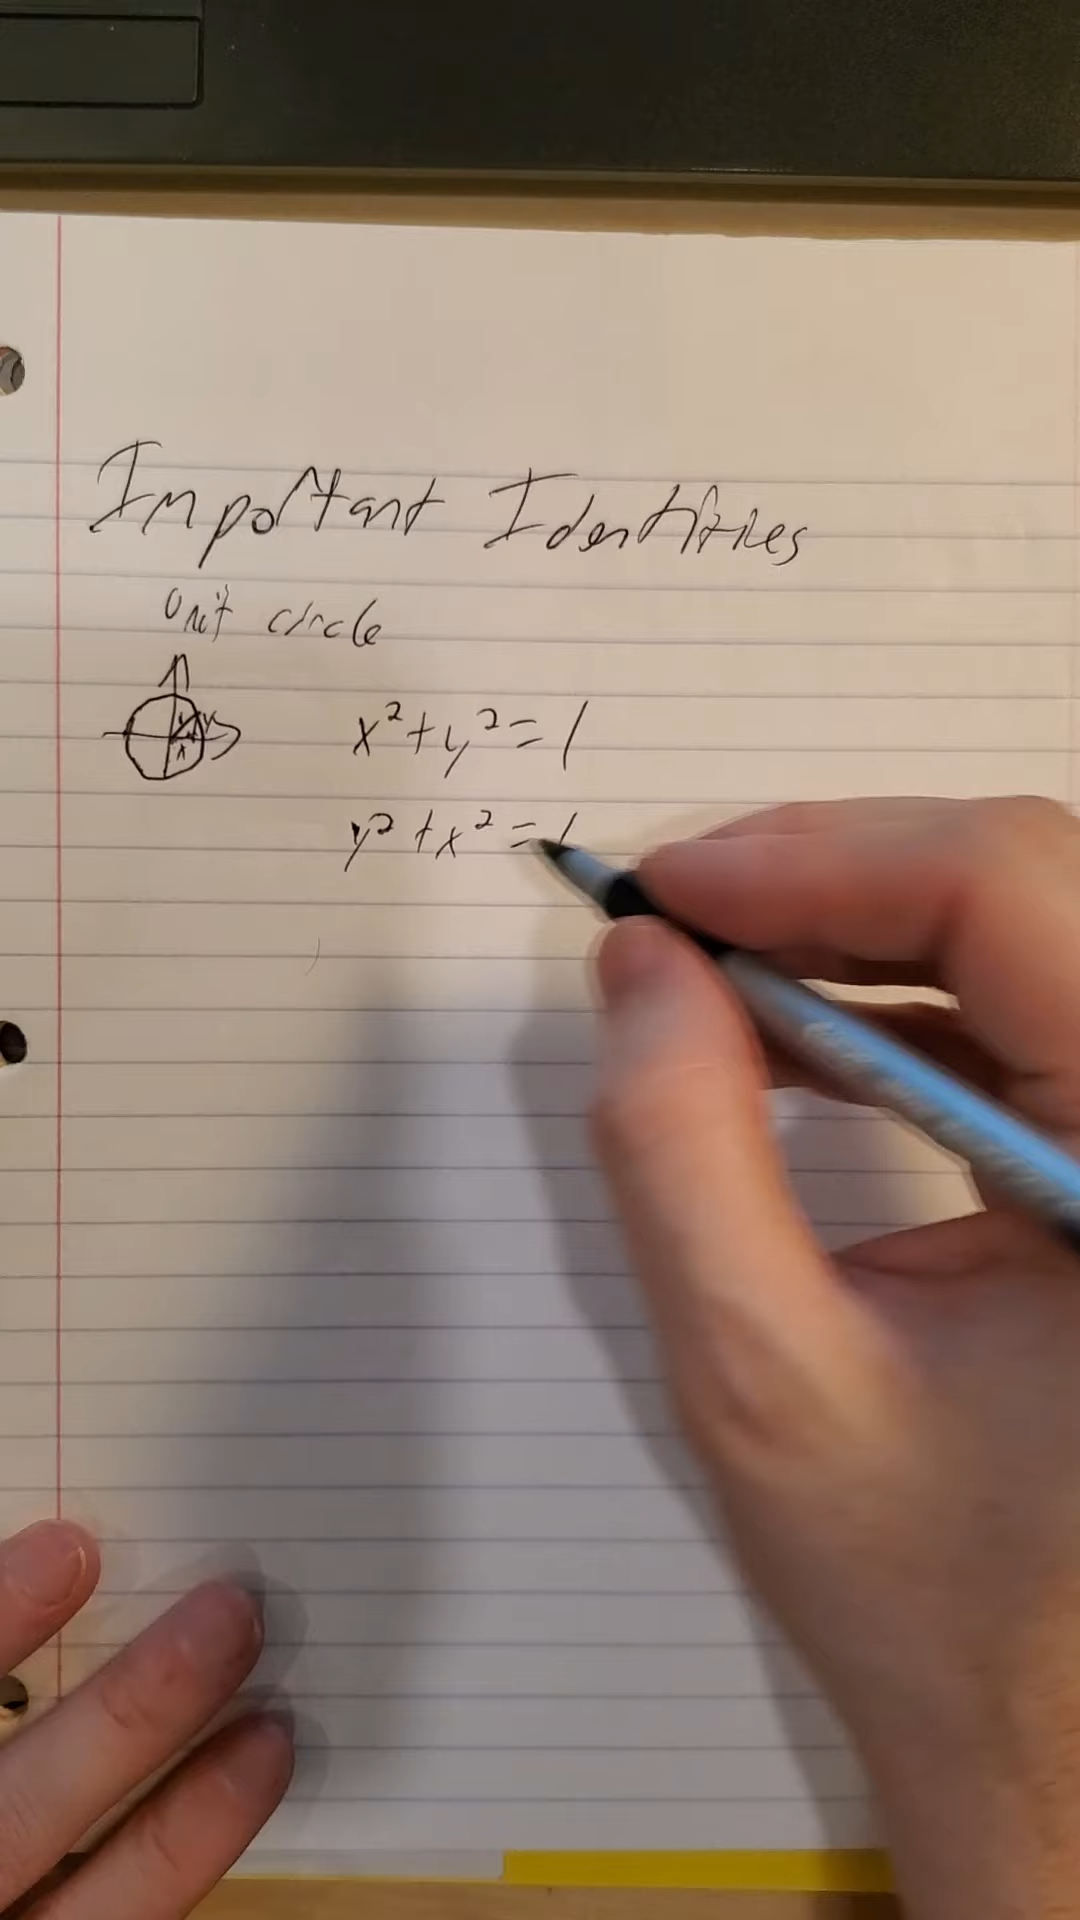 Important Identities
Unit circle
x² + y² = 1
y² + x² = 1